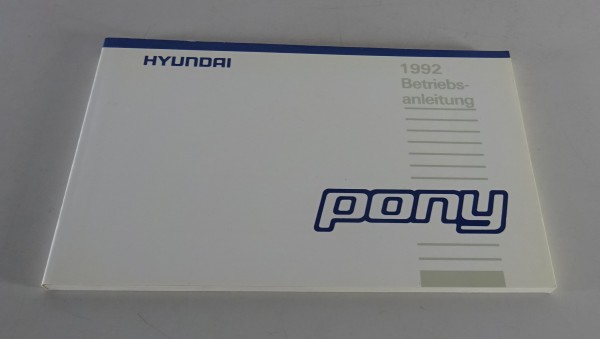 HYUNDAI
1992
Betriebs-
anleitung
pony